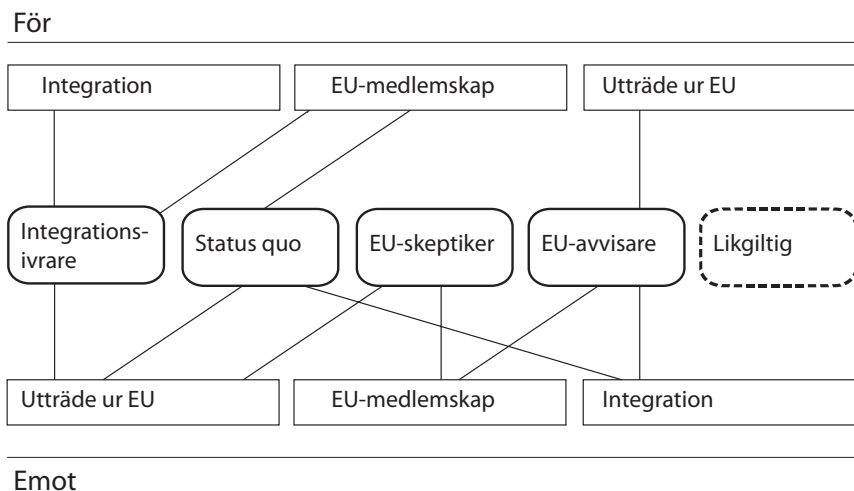 För
Integration
EU-medlemskap
Utträde ur EU
Integrations-
ivrare
Status quo
EU-skeptiker
EU-avvisare
Likgiltig
Utträde ur EU
EU-medlemskap
Integration
Emot